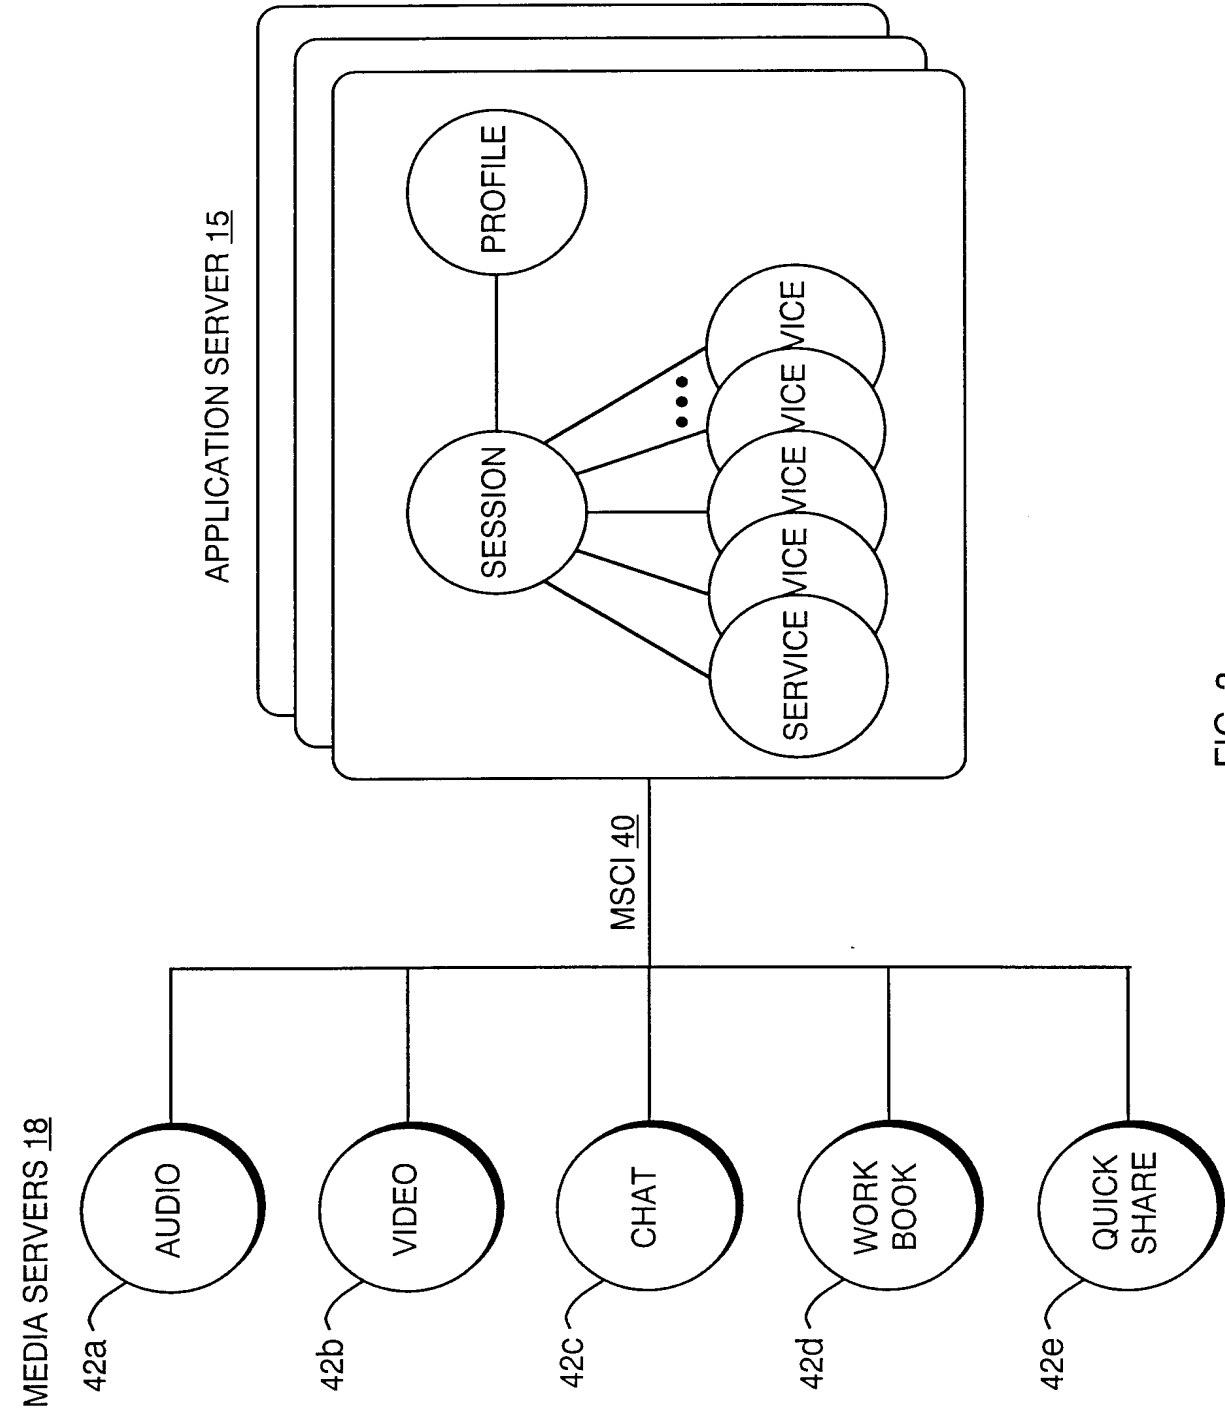 MEDIA SERVERS 18
42a
AUDIO
42b
VIDEO
42c
CHAT
42d
WORK
BOOK
42e
QUICK
SHARE
MSCI 40
APPLICATION SERVER 15
SESSION
PROFILE
SERVICE
VICE
VICE
VICE
VICE
FIG.